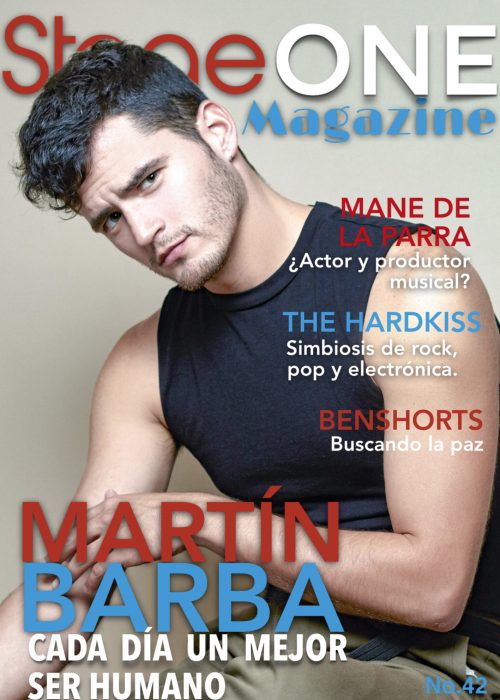 StageONE
Magazine
MANE DE
LA PARRA
¿Actor y productor
musical?
THE HARDKISS
Simbiosis de rock,
pop y electrónica.
BENSHORTS
Buscando la paz
MARTÍN
BARBA
CADA DÍA UN MEJOR
SER HUMANO
No.42